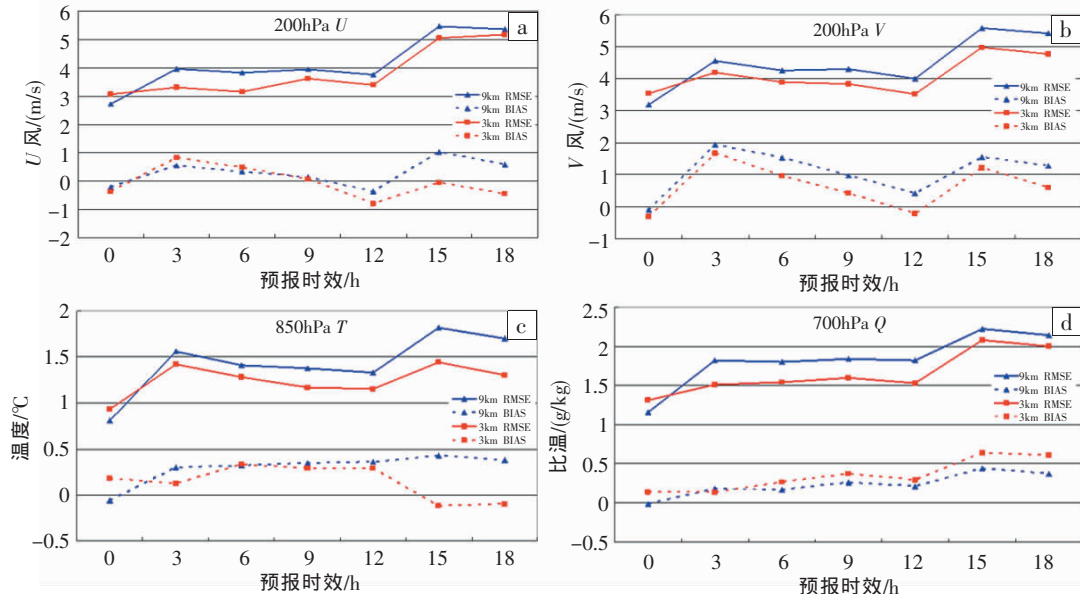 200hPa U
a
6
5
4
3
2
1
0
−1
−2
U 风/(m/s)
9km RMSE
9km BIAS
3km RMSE
3km BIAS
0 3 6 9 12 15 18
预报时效/h
200hPa V
b
6
5
4
3
2
1
0
−1
V 风/(m/s)
9km RMSE
9km BIAS
3km RMSE
3km BIAS
0 3 6 9 12 15 18
预报时效/h
850hPa T
c
2
1.5
1
0.5
0
−0.5
温度/℃
9km RMSE
9km BIAS
3km RMSE
3km BIAS
0 3 6 9 12 15 18
预报时效/h
700hPa Q
d
2.5
2
1.5
1
0.5
0
−0.5
比温/(g/kg)
9km RMSE
9km BIAS
3km RMSE
3km BIAS
0 3 6 9 12 15 18
预报时效/h